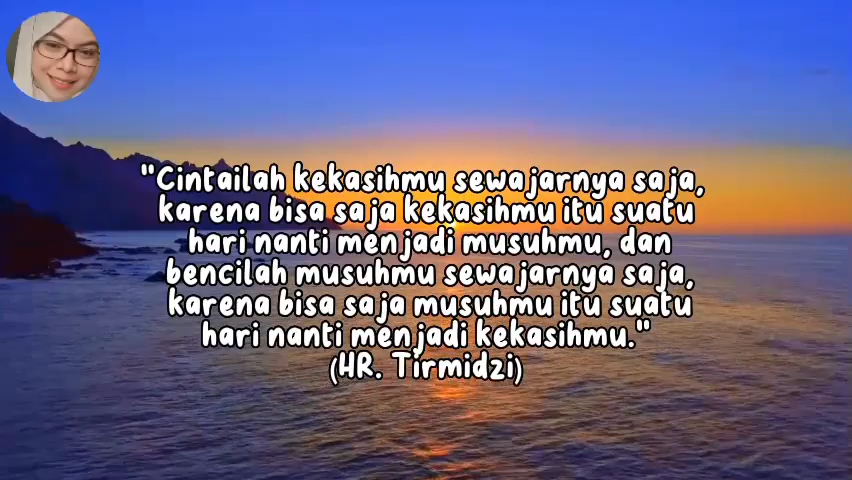 "Cintailah kekasihmu sewajarnya saja,
karena bisa saja kekasihmu itu suatu
hari nanti menjadi musuhmu, dan
bencilah musuhmu sewajarnya saja,
karena bisa saja musuhmu itu suatu
hari nanti menjadi kekasihmu."
(HR. Tirmidzi)